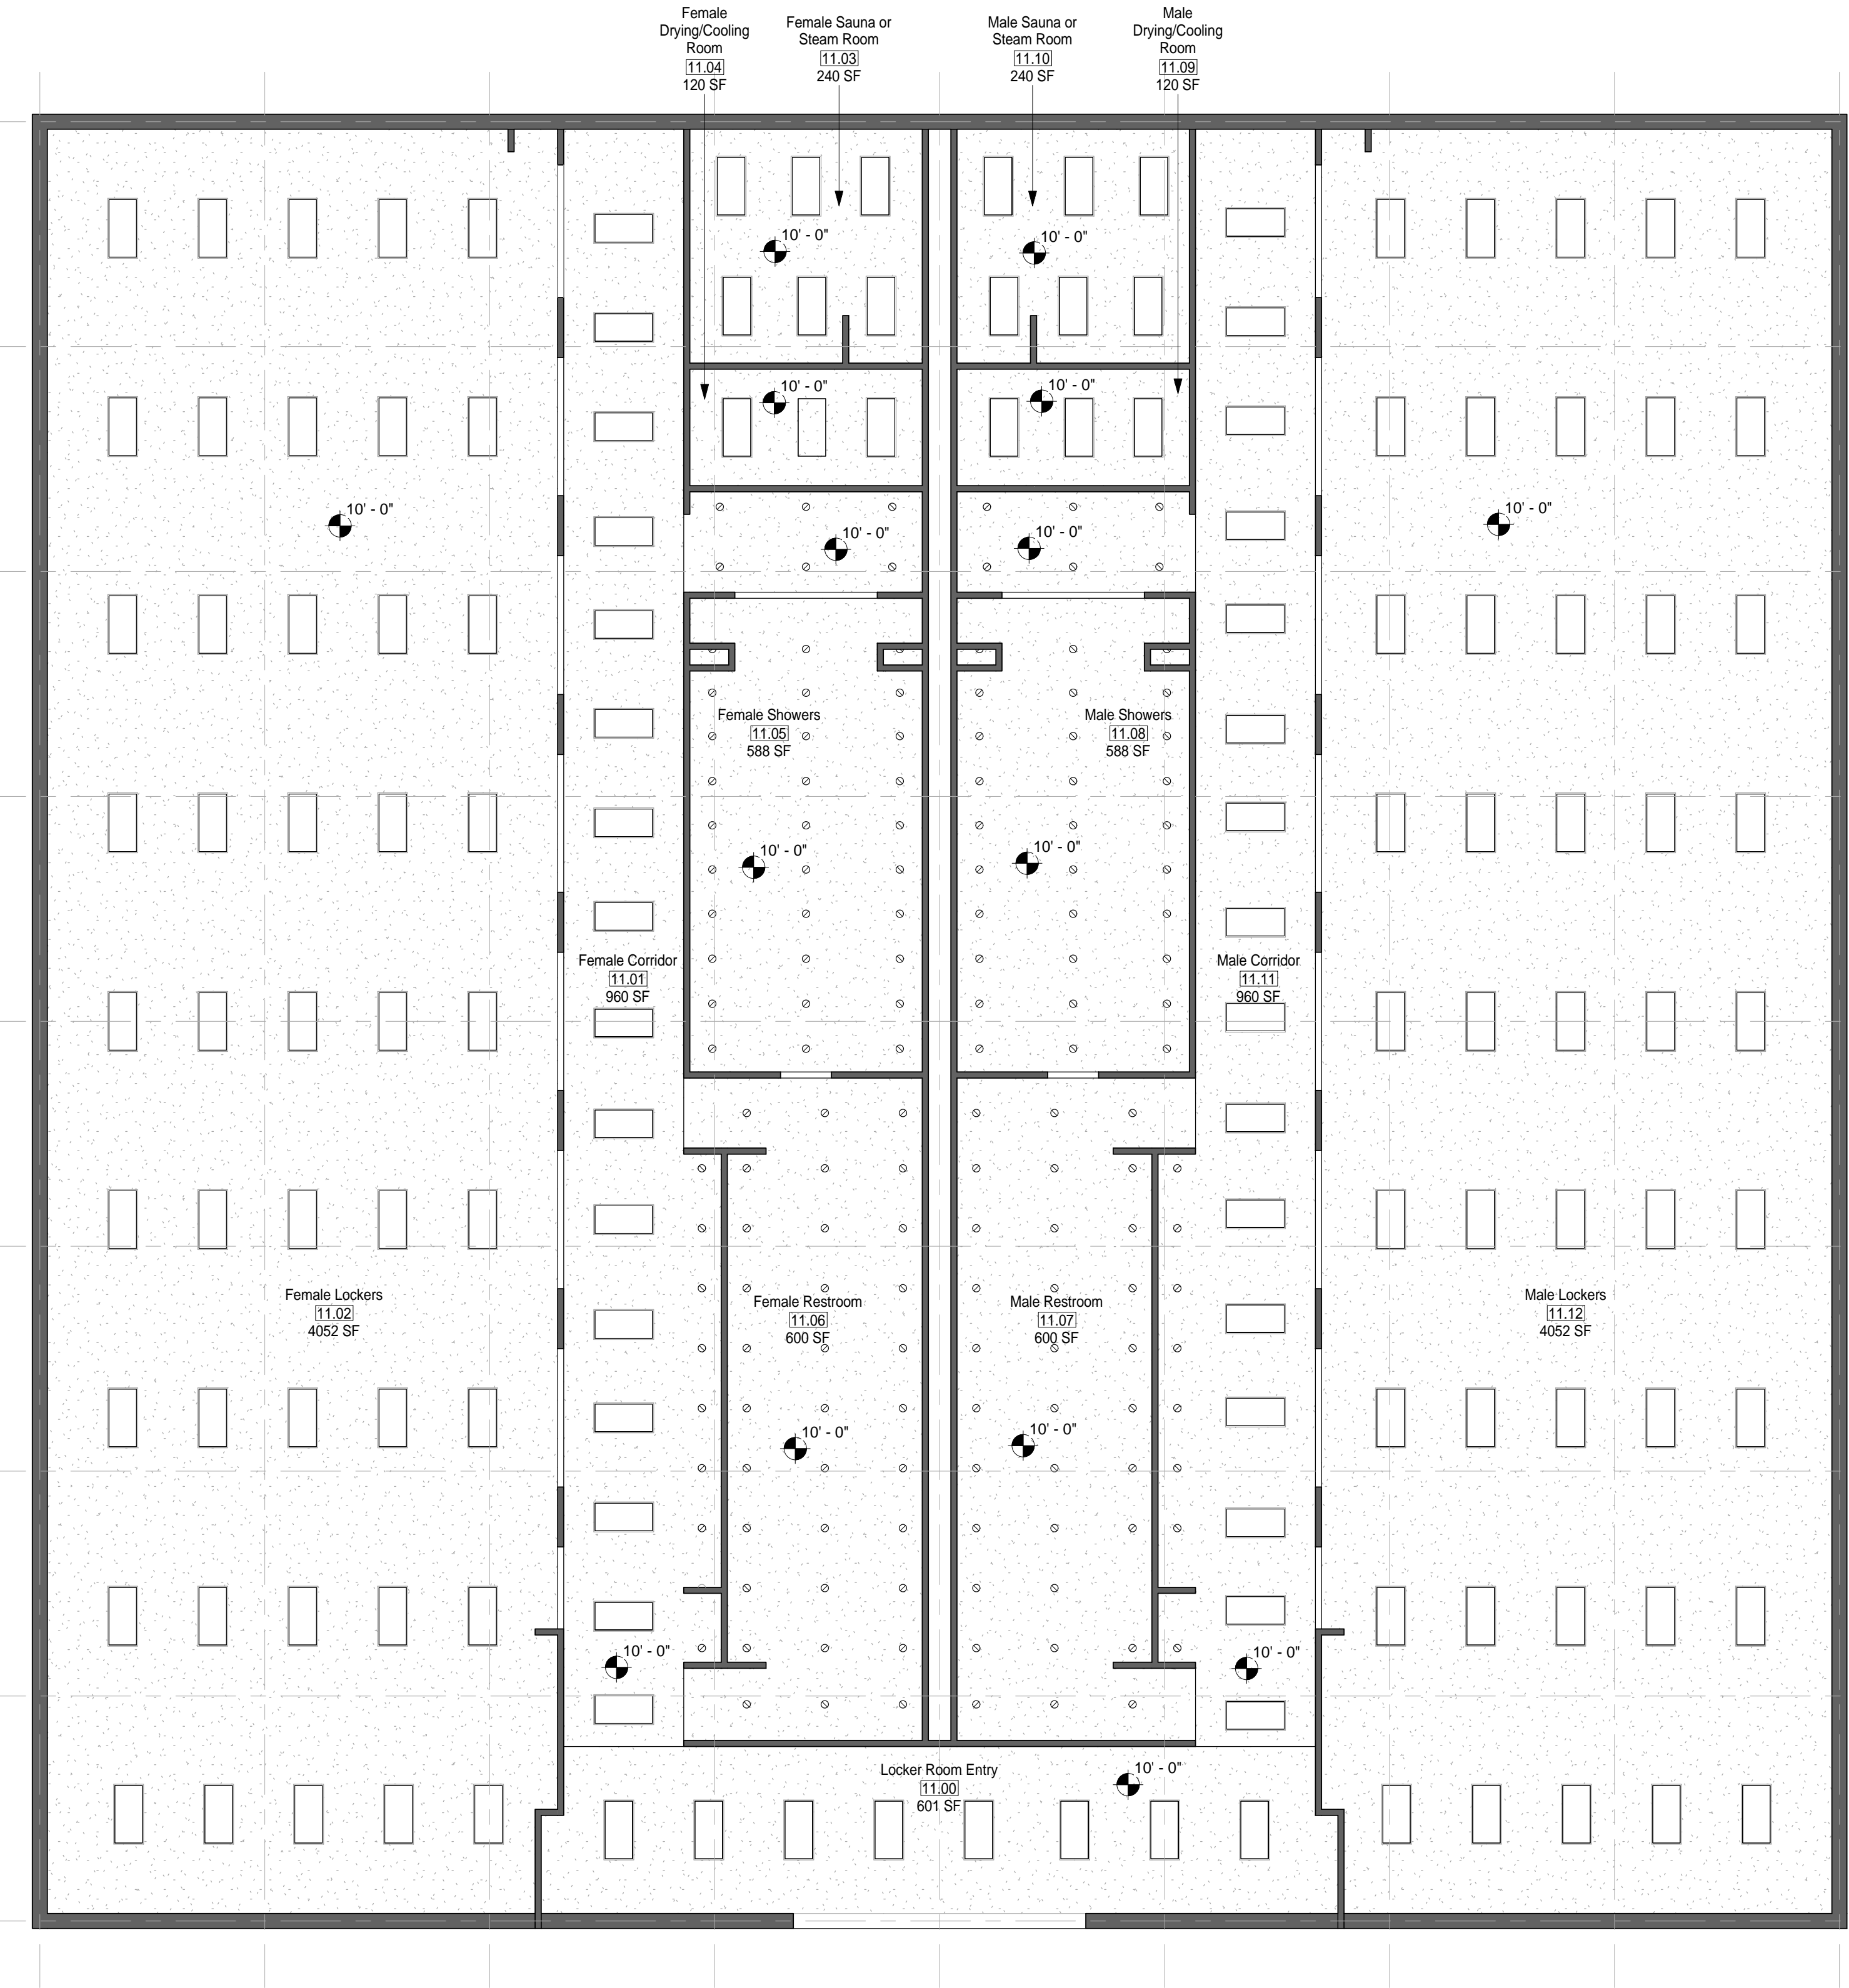 Female
Drying/Cooling
Room
11.04
120 SF
Female Sauna or
Steam Room
11.03
240 SF
Male Sauna or
Steam Room
11.10
240 SF
Male
Drying/Cooling
Room
11.09
120 SF
10' - 0"
10' - 0"
10' - 0"
10' - 0"
10' - 0"
10' - 0"
10' - 0"
10' - 0"
Female Showers
11.05
588 SF
Male Showers
11.08
588 SF
10' - 0"
10' - 0"
Female Corridor
11.01
960 SF
Male Corridor
11.11
960 SF
Female Lockers
11.02
4052 SF
Female Restroom
11.06
600 SF
Male Restroom
11.07
600 SF
Male Lockers
11.12
4052 SF
10' - 0"
10' - 0"
10' - 0"
10' - 0"
Locker Room Entry
11.00
601 SF
10' - 0"